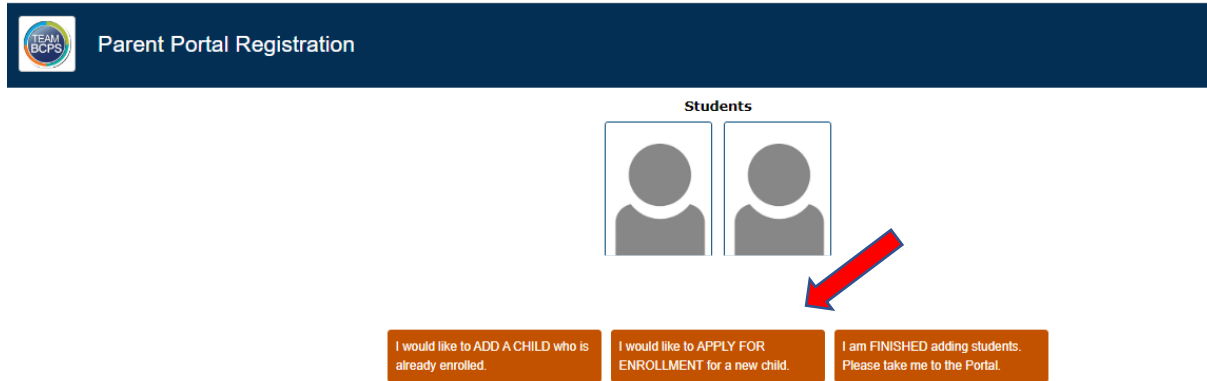 TEAM
BCPS
Parent Portal Registration
Students
I would like to ADD A CHILD who is
already enrolled.
I would like to APPLY FOR
ENROLLMENT for a new child.
I am FINISHED adding students.
Please take me to the Portal.